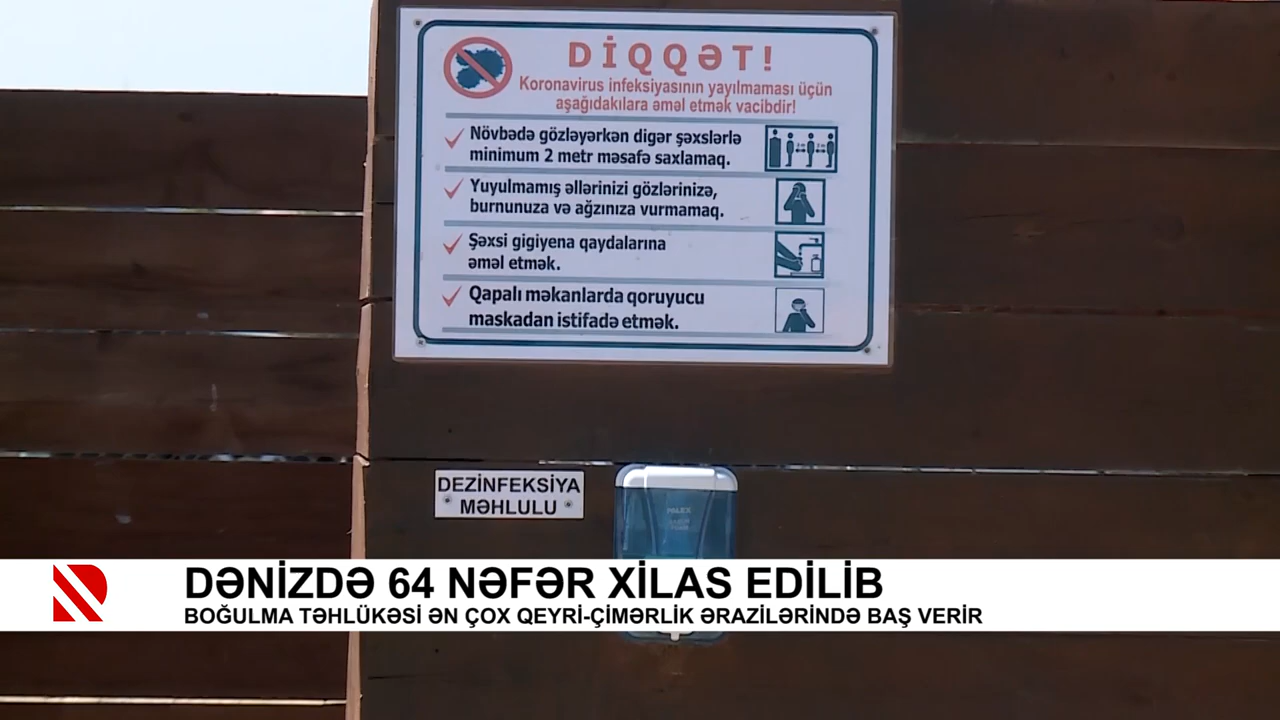 DİQQƏT!
Koronavirus infeksiyasının yayılmaması üçün
aşağıdakılara əməl etmək vacibdir!
Növbədə gözləyərkən digər şəxslərlə
minimum 2 metr məsafə saxlamaq.
Yuyulmamış əllərinizi gözlərinizə,
burnunuza və ağzınıza vurmamaq.
Şəxsi gigiyena qaydalarına
əməl etmək.
Qapalı məkanlarda qoruyucu
maskadan istifadə etmək.
DEZİNFEKSİYA
MƏHLULU
PALEX
DƏNİZDƏ 64 NƏFƏR XİLAS EDİLİB
BOĞULMA TƏHLÜKƏSİ ƏN ÇOX QEYRİ-ÇİMƏRLİK ƏRAZİLƏRİNDƏ BAŞ VERİR